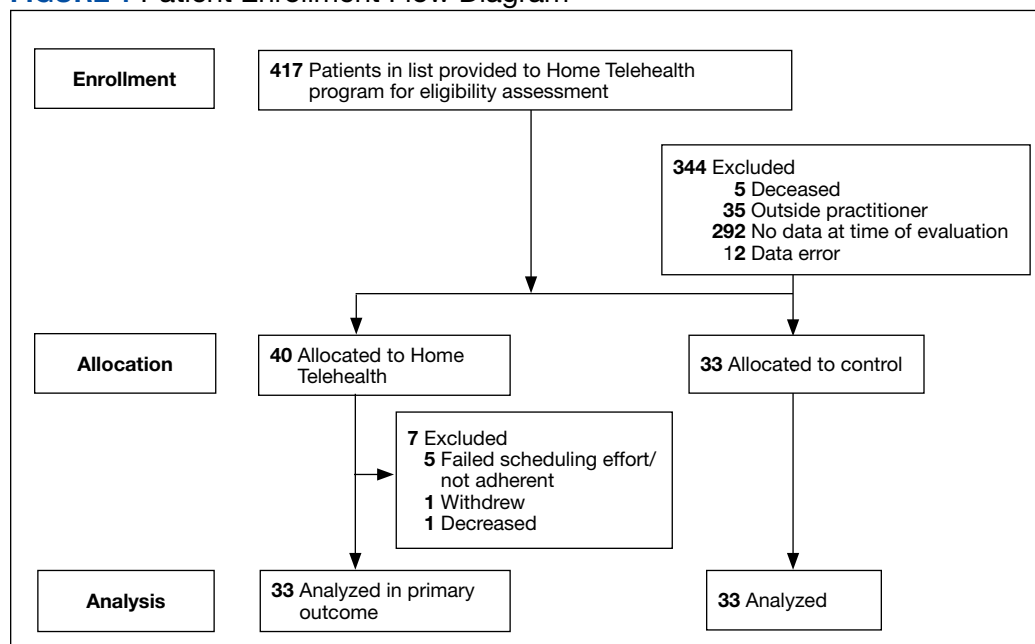 FIGURE 1 Patient Enrollment Flow Diagram
Enrollment
417 Patients in list provided to Home Telehealth
program for eligibility assessment
344 Excluded
5 Deceased
35 Outside practitioner
292 No data at time of evaluation
12 Data error
Allocation
40 Allocated to Home
Telehealth
33 Allocated to control
7 Excluded
5 Failed scheduling effort/
not adherent
1 Withdrew
1 Decreased
Analysis
33 Analyzed in primary
outcome
33 Analyzed